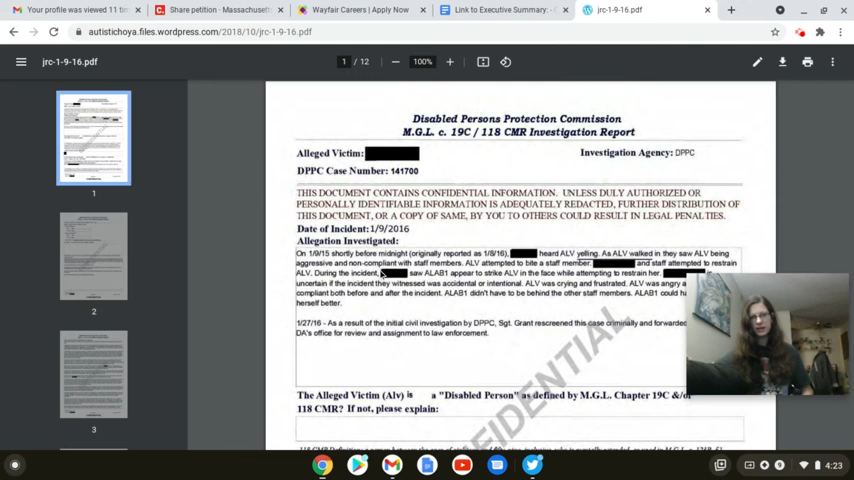 Your profile was viewed 11 tim
Share petition · Massachusett
Wayfair Careers | Apply Now
Link to Executive Summary: - G
jrc-1-9-16.pdf
autistichoya.files.wordpress.com/2018/10/jrc-1-9-16.pdf
jrc-1-9-16.pdf
1 / 12
100%
Disabled Persons Protection Commission
M.G.L. c. 19C / 118 CMR Investigation Report
Alleged Victim:
Investigation Agency: DPPC
DPPC Case Number: 141700
THIS DOCUMENT CONTAINS CONFIDENTIAL INFORMATION. UNLESS DULY AUTHORIZED OR
PERSONALLY IDENTIFIABLE INFORMATION IS ADEQUATELY REDACTED, FURTHER DISTRIBUTION OF
THIS DOCUMENT, OR A COPY OF SAME, BY YOU TO OTHERS COULD RESULT IN LEGAL PENALTIES.
Date of Incident: 1/9/2016
Allegation Investigated:
On 1/9/15 shortly before midnight (originally reported as 1/8/16), heard ALV yelling. As ALV walked in they saw ALV being
aggressive and non-compliant with staff members. ALV attempted to bite a staff member. and staff attempted to restrain
ALV. During the incident, saw ALAB1 appear to strike ALV in the face while attempting to restrain her. is
uncertain if the incident they witnessed was accidental or intentional. ALV was crying and frustrated. ALV was angry a
compliant both before and after the incident. ALAB1 didn't have to be behind the other staff members. ALAB1 could ha
herself better.
1/27/16 - As a result of the initial civil investigation by DPPC, Sgt. Grant rescreened this case criminally and forwarded
DA's office for review and assignment to law enforcement.
CONFIDENTIAL
The Alleged Victim (Alv) is a "Disabled Person" as defined by M.G.L. Chapter 19C &/or
118 CMR? If not, please explain:
1
2
3
4:23